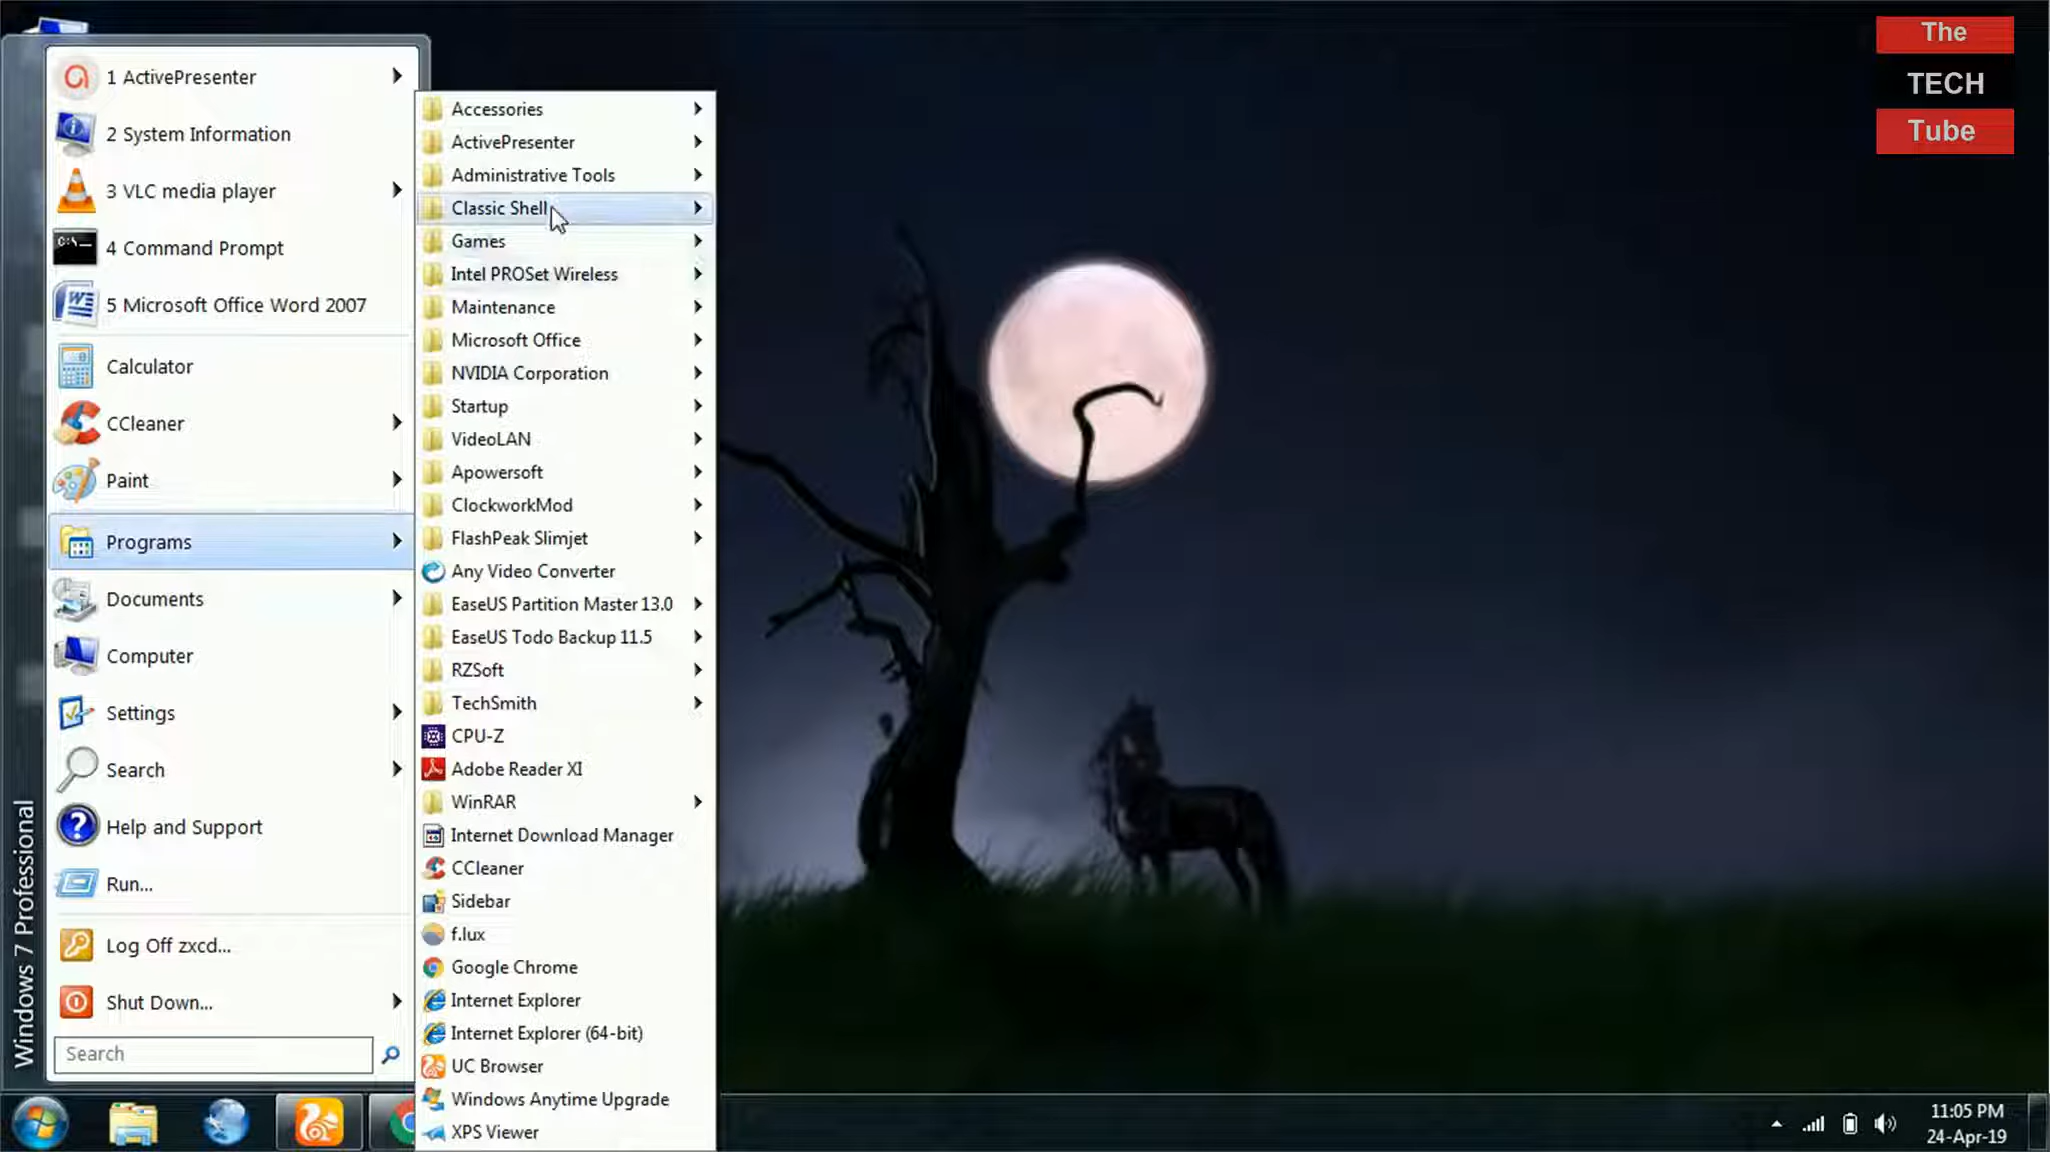 The
TECH
Tube
1 ActivePresenter
2 System Information
3 VLC media player
4 Command Prompt
5 Microsoft Office Word 2007
Calculator
CCleaner
Paint
Programs
Documents
Computer
Settings
Search
Help and Support
Run...
Log Off zxcd...
Shut Down...
Search
Windows 7 Professional
Accessories
ActivePresenter
Administrative Tools
Classic Shell
Games
Intel PROSet Wireless
Maintenance
Microsoft Office
NVIDIA Corporation
Startup
VideoLAN
Apowersoft
ClockworkMod
FlashPeak Slimjet
Any Video Converter
EaseUS Partition Master 13.0
EaseUS Todo Backup 11.5
RZSoft
TechSmith
CPU-Z
Adobe Reader XI
WinRAR
Internet Download Manager
CCleaner
Sidebar
f.lux
Google Chrome
Internet Explorer
Internet Explorer (64-bit)
UC Browser
Windows Anytime Upgrade
XPS Viewer
11:05 PM
24-Apr-19